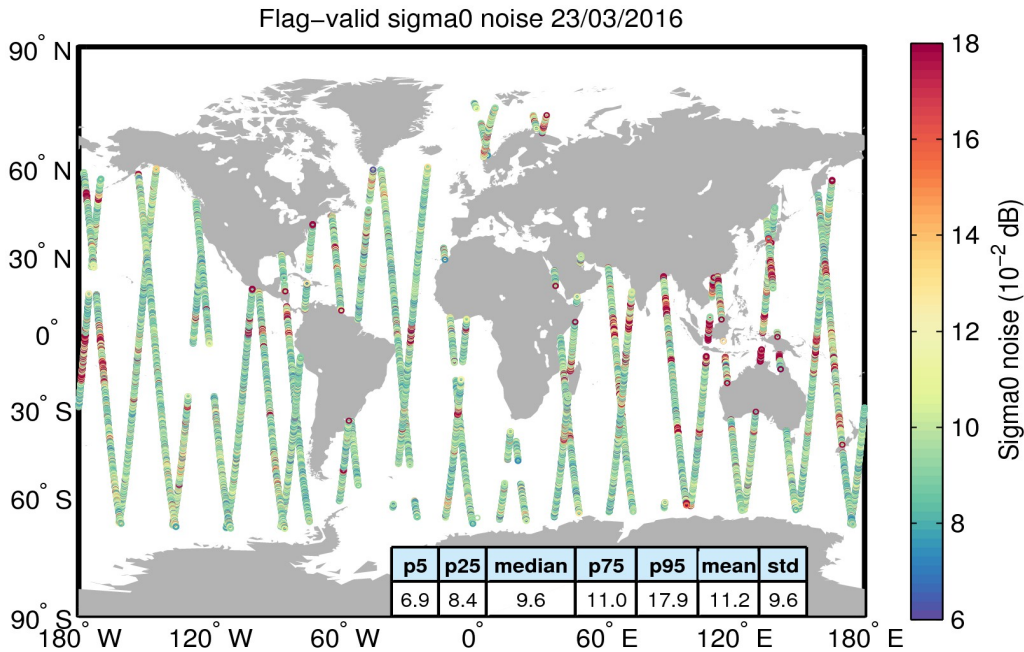 Flag−valid sigma0 noise 23/03/2016
90° N
60° N
30° N
0°
30° S
60° S
90° S
180° W 120° W 60° W 0° 60° E 120° E 180° E
p5 p25 median p75 p95 mean std
6.9 8.4 9.6 11.0 17.9 11.2 9.6
18
16
14
12
10
8
6
Sigma0 noise (10⁻² dB)